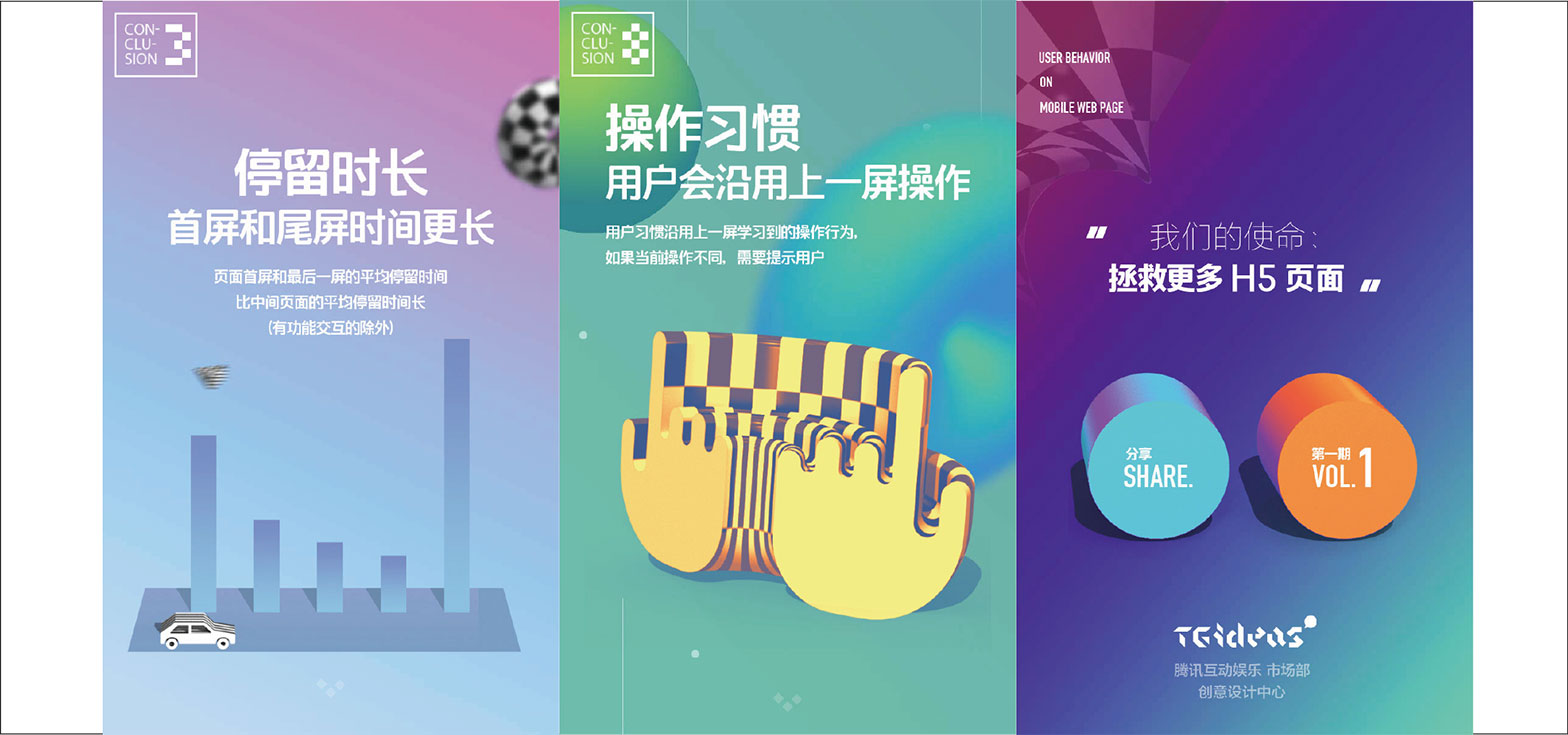 CON-
CLU-
SION
3
停留时长
首屏和尾屏时间更长
页面首屏和最后一屏的平均停留时间
比中间页面的平均停留时间长
(有功能交互的除外)
CON-
CLU-
SION
8
操作习惯
用户会沿用上一屏操作
用户习惯沿用上一屏学习到的操作行为,
如果当前操作不同, 需要提示用户
USER BEHAVIOR
ON
MOBILE WEB PAGE
"我们的使命:
拯救更多 H5 页面"
分享
SHARE.
第一期
VOL.1
TGideas
腾讯互动娱乐 市场部
创意设计中心